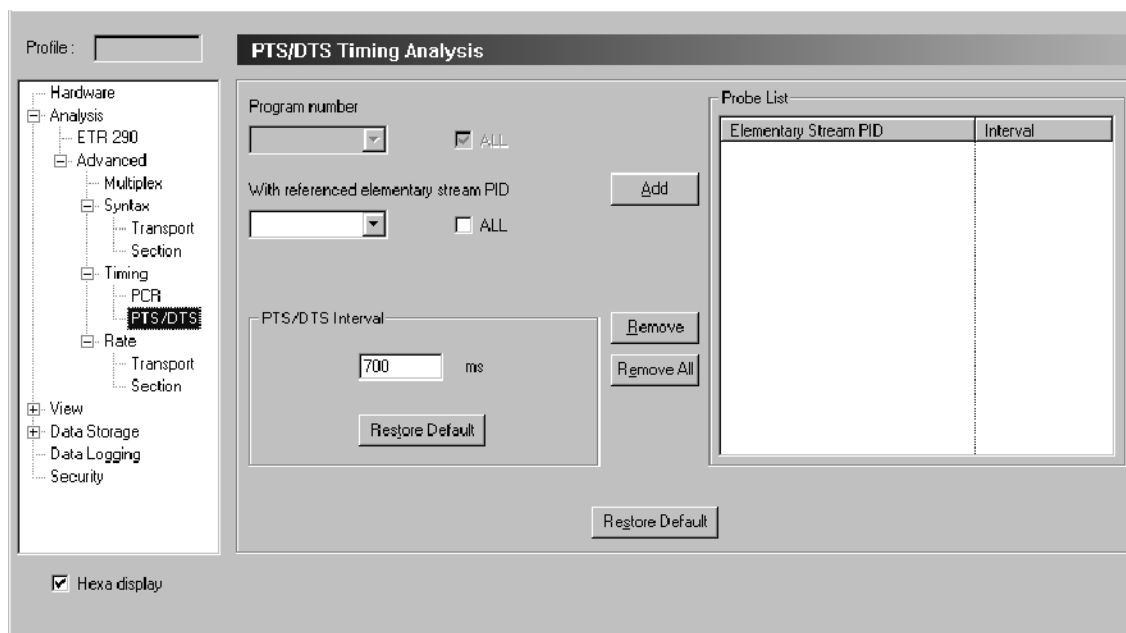 Profile :
PTS/DTS Timing Analysis
Hardware
Analysis
ETR 290
Advanced
Multiplex
Syntax
Transport
Section
Timing
PCR
PTS/DTS
Rate
Transport
Section
View
Data Storage
Data Logging
Security
Program number
ALL
With referenced elementary stream PID
ALL
PTS/DTS Interval
700 ms
Restore Default
Add
Remove
Remove All
Probe List
Elementary Stream PID Interval
Restore Default
Hexa display